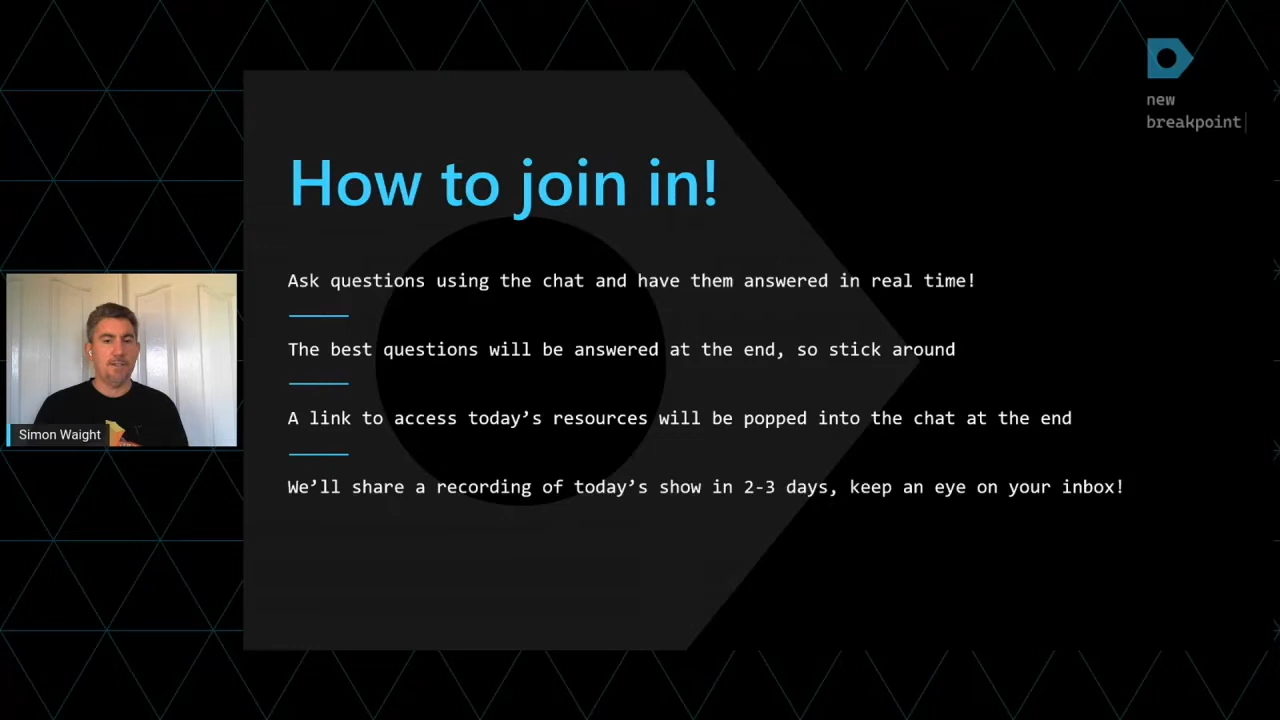 new
breakpoint
How to join in!
Ask questions using the chat and have them answered in real time!
The best questions will be answered at the end, so stick around
A link to access today’s resources will be popped into the chat at the end
We’ll share a recording of today’s show in 2-3 days, keep an eye on your inbox!
Simon Waight